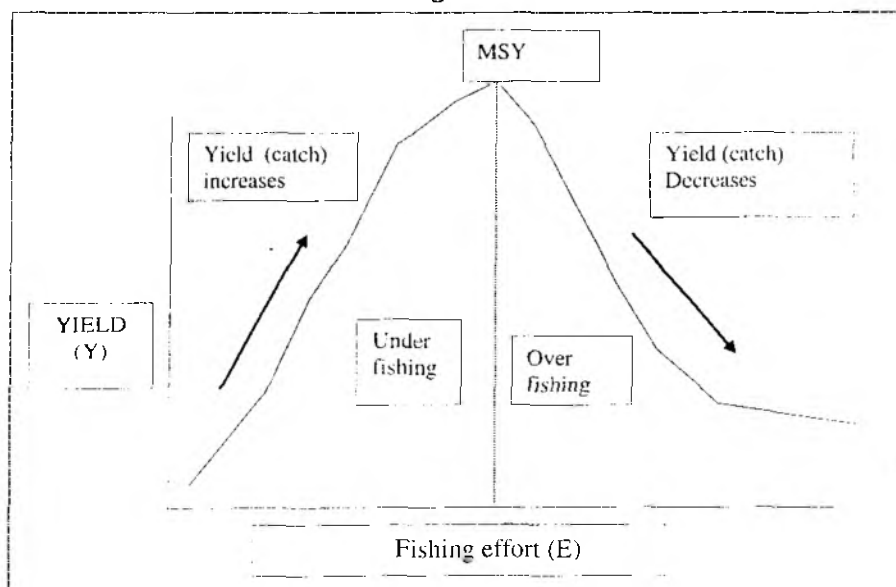 MSY
Yield (catch)
increases
Yield (catch)
Decreases
YIELD
(Y)
Under
fishing
Over
fishing
Fishing effort (E)